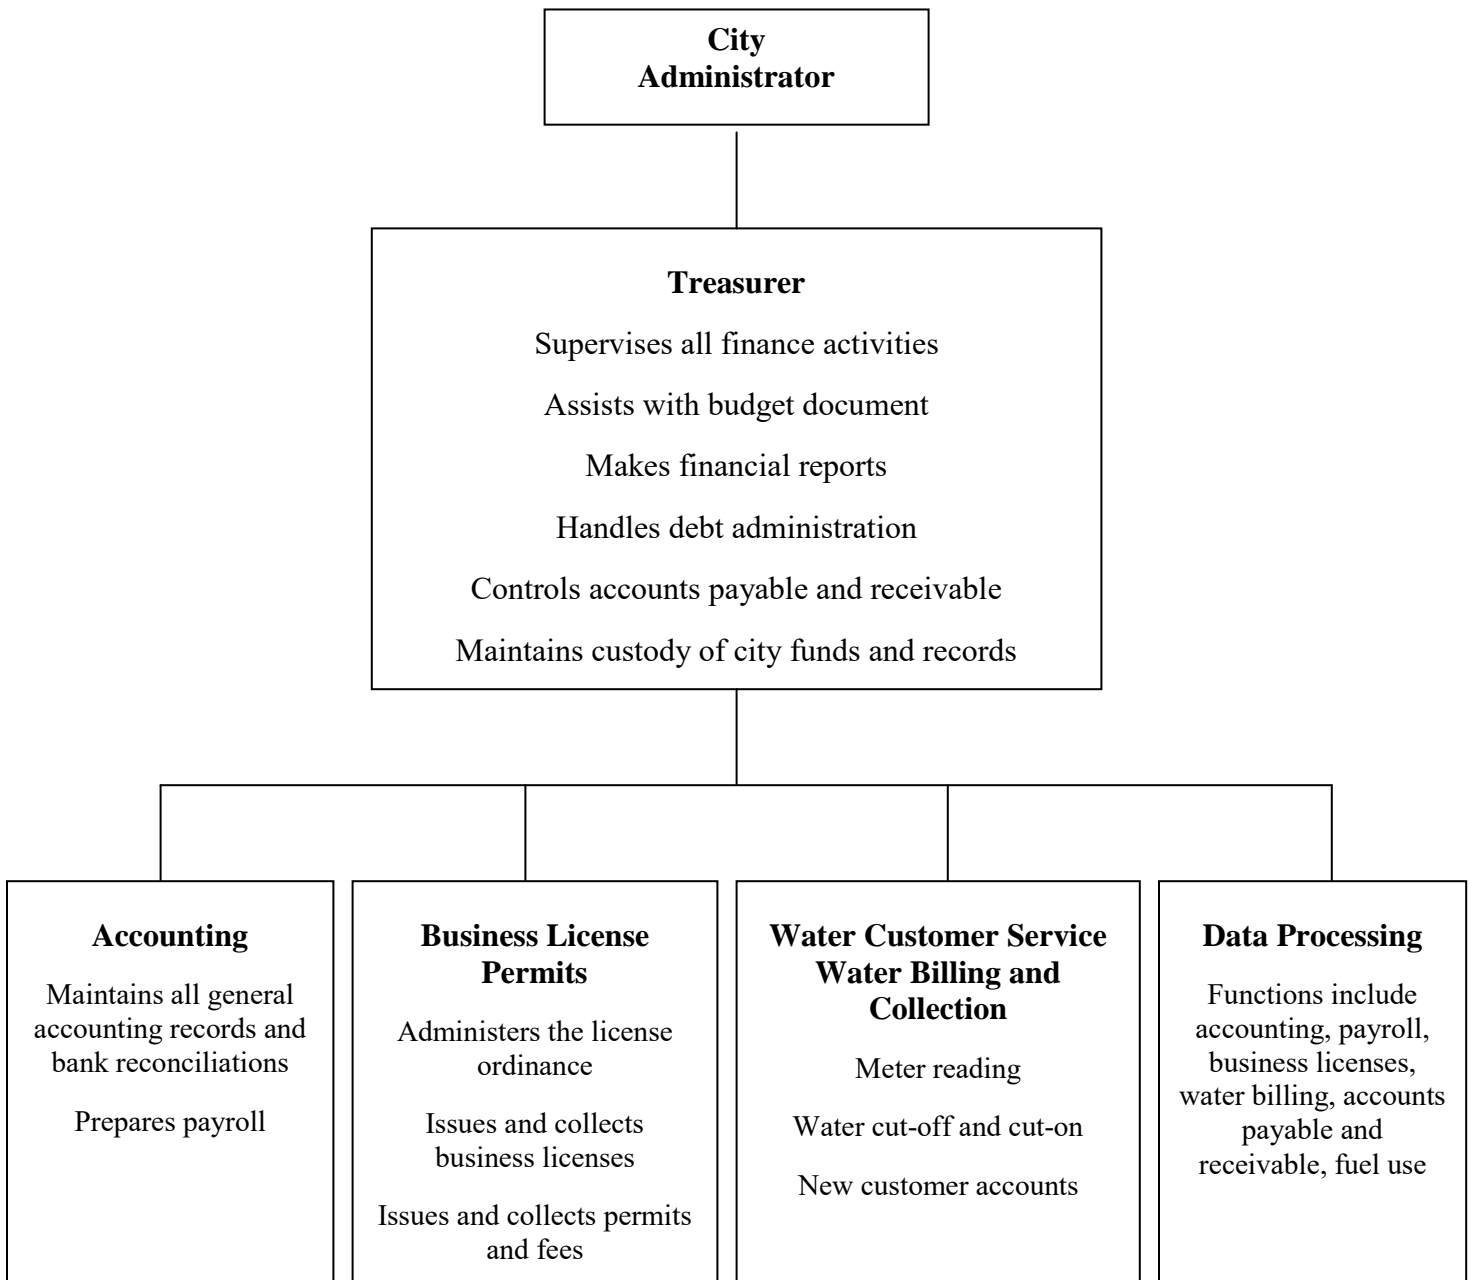 City
Administrator
Treasurer
Supervises all finance activities
Assists with budget document
Makes financial reports
Handles debt administration
Controls accounts payable and receivable
Maintains custody of city funds and records
Accounting
Maintains all general
accounting records and
bank reconciliations
Prepares payroll
Business License
Permits
Administers the license
ordinance
Issues and collects
business licenses
Issues and collects permits
and fees
Water Customer Service
Water Billing and
Collection
Meter reading
Water cut-off and cut-on
New customer accounts
Data Processing
Functions include
accounting, payroll,
business licenses,
water billing, accounts
payable and
receivable, fuel use